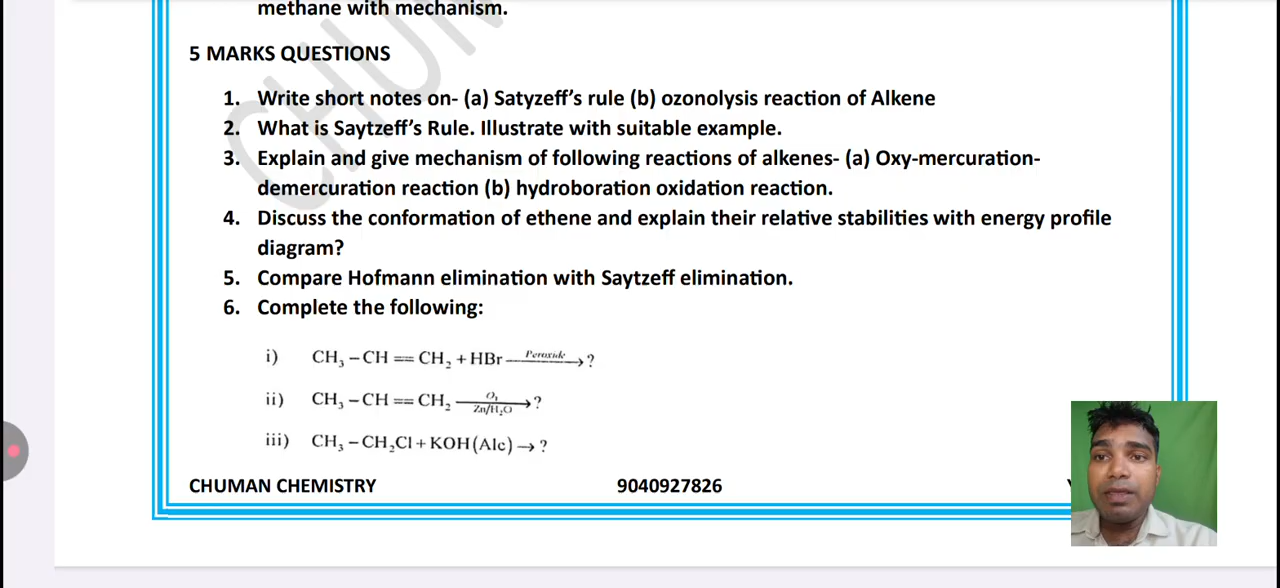 methane with mechanism.
5 MARKS QUESTIONS
1. Write short notes on- (a) Satyzeff's rule (b) ozonolysis reaction of Alkene
2. What is Saytzeff's Rule. Illustrate with suitable example.
3. Explain and give mechanism of following reactions of alkenes- (a) Oxy-mercuration-
demercuration reaction (b) hydroboration oxidation reaction.
4. Discuss the conformation of ethene and explain their relative stabilities with energy profile
diagram?
5. Compare Hofmann elimination with Saytzeff elimination.
6. Complete the following:
i) CH₃ – CH = CH₂ + HBr —Peroxide→ ?
ii) CH₃ – CH = CH₂ —O₃ / Zn/H₂O→ ?
iii) CH₃ – CH₂Cl + KOH (Alc) → ?
CHUMAN CHEMISTRY 9040927826